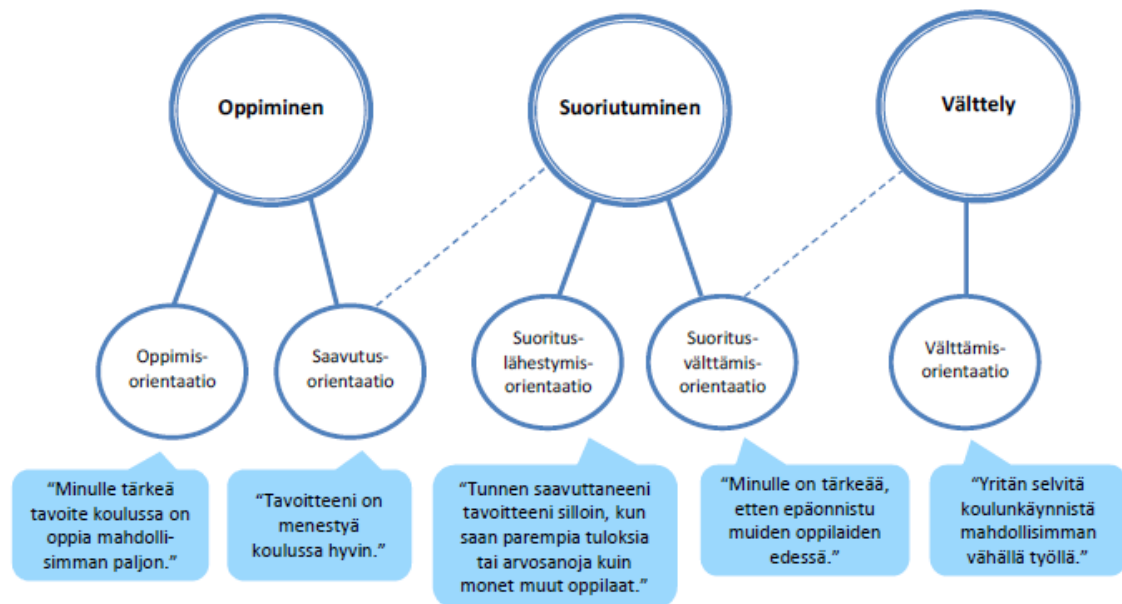 Oppiminen
Suoriutuminen
Välttely
Oppimis-
orientaatio
Saavutus-
orientaatio
Suoritus-
lähestymis-
orientaatio
Suoritus-
välttämis-
orientaatio
Välttämis-
orientaatio
“Minulle tärkeä
tavoite koulussa on
oppia mahdolli-
simman paljon.”
“Tavoitteeni on
menestyä
koulussa hyvin.”
“Tunnen saavuttaneeni
tavoitteeni silloin, kun
saan parempia tuloksia
tai arvosanoja kuin
monet muut oppilaat.”
“Minulle on tärkeää,
etten epäonnistu
muiden oppilaiden
edessä.”
“Yritän selvitä
koulunkäynnistä
mahdollisimman
vähällä työllä.”